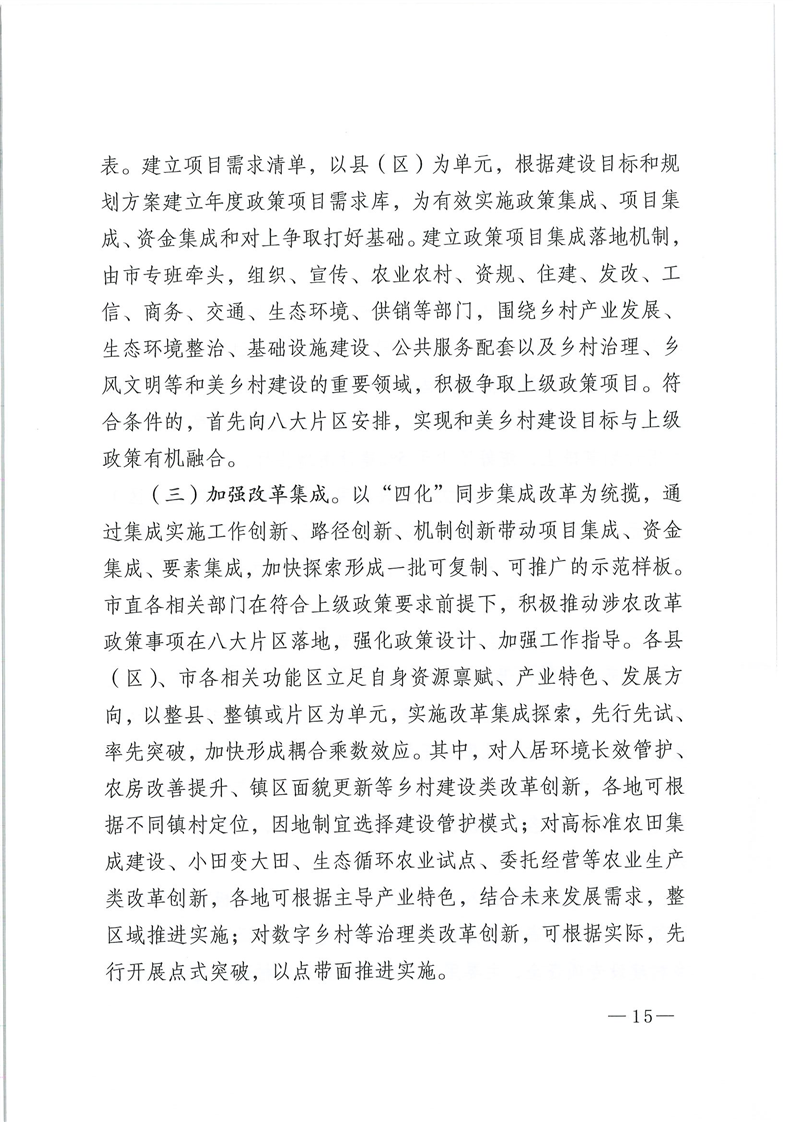 表。建立项目需求清单，以县（区）为单元，根据建设目标和规
划方案建立年度政策项目需求库，为有效实施政策集成、项目集
成、资金集成和对上争取打好基础。建立政策项目集成落地机制，
由市专班牵头，组织、宣传、农业农村、资规、住建、发改、工
信、商务、交通、生态环境、供销等部门，围绕乡村产业发展、
生态环境整治、基础设施建设、公共服务配套以及乡村治理、乡
风文明等和美乡村建设的重要领域，积极争取上级政策项目。符
合条件的，首先向八大片区安排，实现和美乡村建设目标与上级
政策有机融合。
（三）加强改革集成。以“四化”同步集成改革为统揽，通
过集成实施工作创新、路径创新、机制创新带动项目集成、资金
集成、要素集成，加快探索形成一批可复制、可推广的示范样板。
市直各相关部门在符合上级政策要求前提下，积极推动涉农改革
政策事项在八大片区落地，强化政策设计、加强工作指导。各县
（区）、市各相关功能区立足自身资源禀赋、产业特色、发展方
向，以整县、整镇或片区为单元，实施改革集成探索，先行先试、
率先突破，加快形成耦合乘数效应。其中，对人居环境长效管护、
农房改善提升、镇区面貌更新等乡村建设类改革创新，各地可根
据不同镇村定位，因地制宜选择建设管护模式；对高标准农田集
成建设、小田变大田、生态循环农业试点、委托经营等农业生产
类改革创新，各地可根据主导产业特色，结合未来发展需求，整
区域推进实施；对数字乡村等治理类改革创新，可根据实际，先
行开展点式突破，以点带面推进实施。
—15—